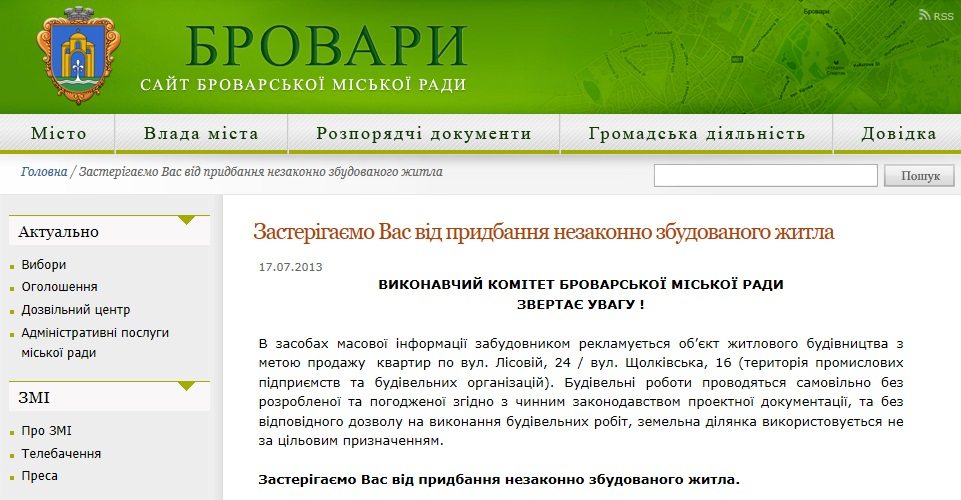 БРОВАРИ
САЙТ БРОВАРСЬКОЇ МІСЬКОЇ РАДИ
RSS
Місто
Влада міста
Розпорядчі документи
Громадська діяльність
Довідка
Головна / Застерігаємо Вас від придбання незаконно збудованого житла
Пошук
Актуально
Вибори
Оголошення
Дозвільний центр
Адміністративні послуги
міської ради
ЗМІ
Про ЗМІ
Телебачення
Преса
Застерігаємо Вас від придбання незаконно збудованого житла
17.07.2013
ВИКОНАВЧИЙ КОМІТЕТ БРОВАРСЬКОЇ МІСЬКОЇ РАДИ
ЗВЕРТАЄ УВАГУ !
В засобах масової інформації забудовником рекламується об’єкт житлового будівництва з
метою продажу квартир по вул. Лісовій, 24 / вул. Щолківська, 16 (територія промислових
підприємств та будівельних організацій). Будівельні роботи проводяться самовільно без
розробленої та погодженої згідно з чинним законодавством проектної документації, та без
відповідного дозволу на виконання будівельних робіт, земельна ділянка використовується не
за цільовим призначенням.
Застерігаємо Вас від придбання незаконно збудованого житла.